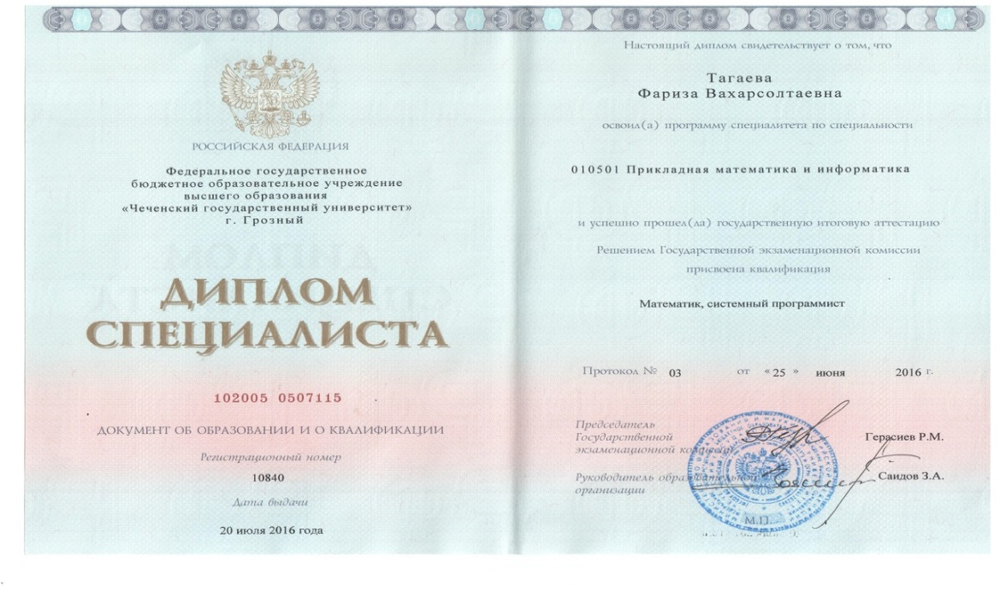 РОССИЙСКАЯ ФЕДЕРАЦИЯ
Федеральное государственное
бюджетное образовательное учреждение
высшего образования
«Чеченский государственный университет»
г. Грозный
ДИПЛОМ
СПЕЦИАЛИСТА
102005 0507115
ДОКУМЕНТ ОБ ОБРАЗОВАНИИ И О КВАЛИФИКАЦИИ
Регистрационный номер
10840
Дата выдачи
20 июля 2016 года
Настоящий диплом свидетельствует о том, что
Тагаева
Фариза Вахарсолтаевна
освоил(а) программу специалитета по специальности
010501 Прикладная математика и информатика
и успешно прошел(ла) государственную итоговую аттестацию
Решением Государственной экзаменационной комиссии
присвоена квалификация
Математик, системный программист
Протокол № 03 от «25» июня 2016 г.
Председатель
Государственной
экзаменационной комиссии
Герасиев Р.М.
Руководитель образовательной
организации
Саидов З.А.
М.П.